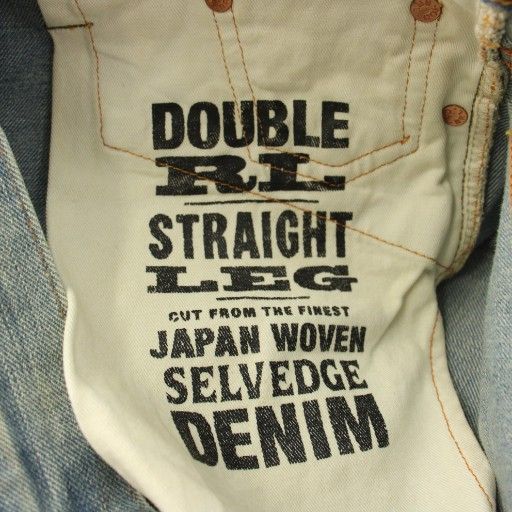 DOUBLE
RL
STRAIGHT
LEG
CUT FROM THE FINEST
JAPAN WOVEN
SELVEDGE
DENIM